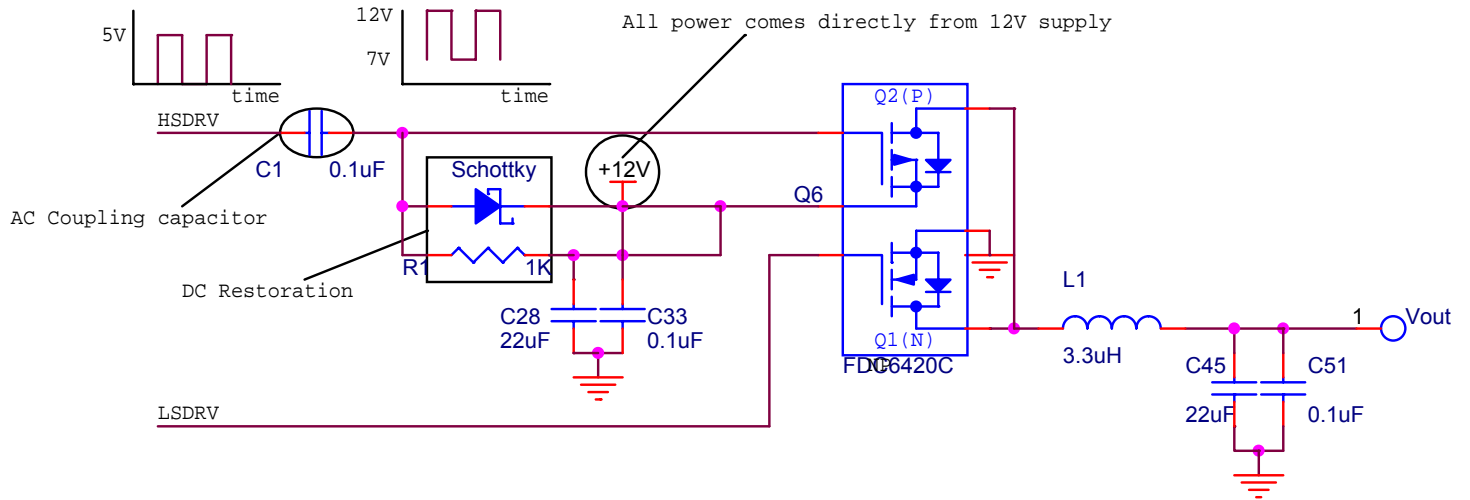 12V
All power comes directly from 12V supply
5V
7V
time
time
Q2(P)
HSDRV
C1
0.1uF
Schottky
+12V
Q6
AC Coupling capacitor
R1
1K
DC Restoration
L1
C28
22uF
C33
0.1uF
Q1(N)
3.3uH
1
Vout
FDC6420C
C45
22uF
C51
0.1uF
LSDRV